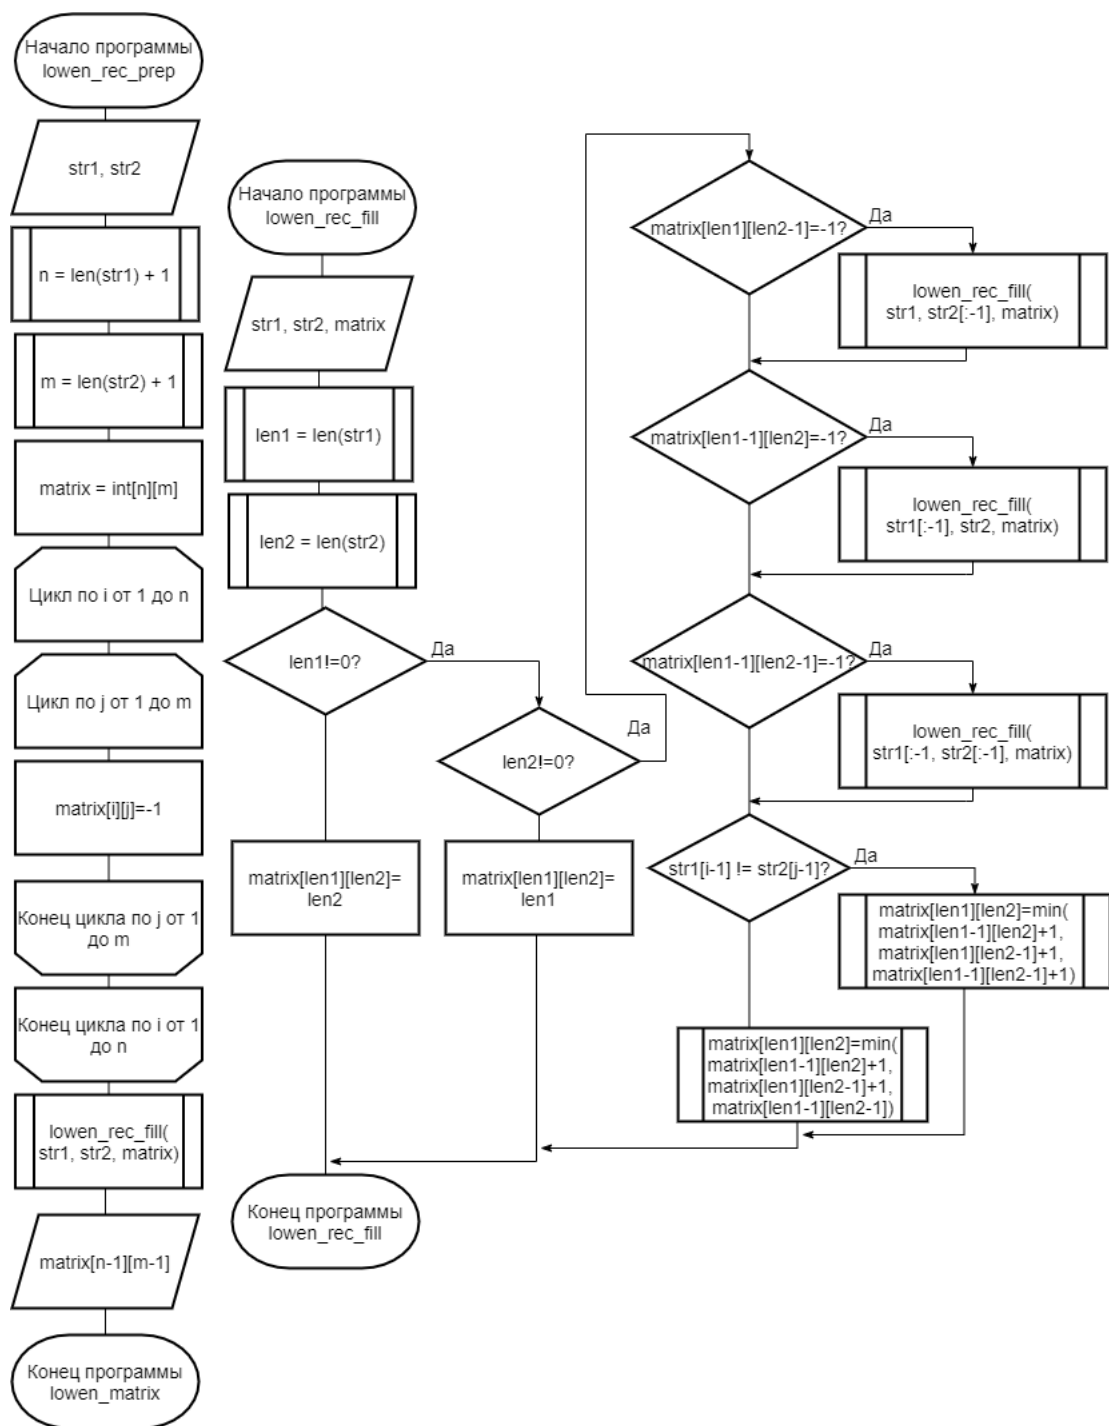 Начало программы
lowen_rec_prep
str1, str2
n = len(str1) + 1
m = len(str2) + 1
matrix = int[n][m]
Цикл по i от 1 до n
Цикл по j от 1 до m
matrix[i][j]=-1
Конец цикла по j от 1
до m
Конец цикла по i от 1
до n
lowen_rec_fill(
str1, str2, matrix)
matrix[n-1][m-1]
Конец программы
lowen_matrix
Начало программы
lowen_rec_fill
str1, str2, matrix
len1 = len(str1)
len2 = len(str2)
len1!=0?
Да
len2!=0?
Да
matrix[len1][len2]=
len2
matrix[len1][len2]=
len1
Конец программы
lowen_rec_fill
matrix[len1][len2-1]=-1?
Да
lowen_rec_fill(
str1, str2[:-1], matrix)
matrix[len1-1][len2]=-1?
Да
lowen_rec_fill(
str1[:-1], str2, matrix)
matrix[len1-1][len2-1]=-1?
Да
lowen_rec_fill(
str1[:-1, str2[:-1], matrix)
str1[i-1] != str2[j-1]?
Да
matrix[len1][len2]=min(
matrix[len1-1][len2]+1,
matrix[len1][len2-1]+1,
matrix[len1-1][len2-1]+1)
matrix[len1][len2]=min(
matrix[len1-1][len2]+1,
matrix[len1][len2-1]+1,
matrix[len1-1][len2-1])